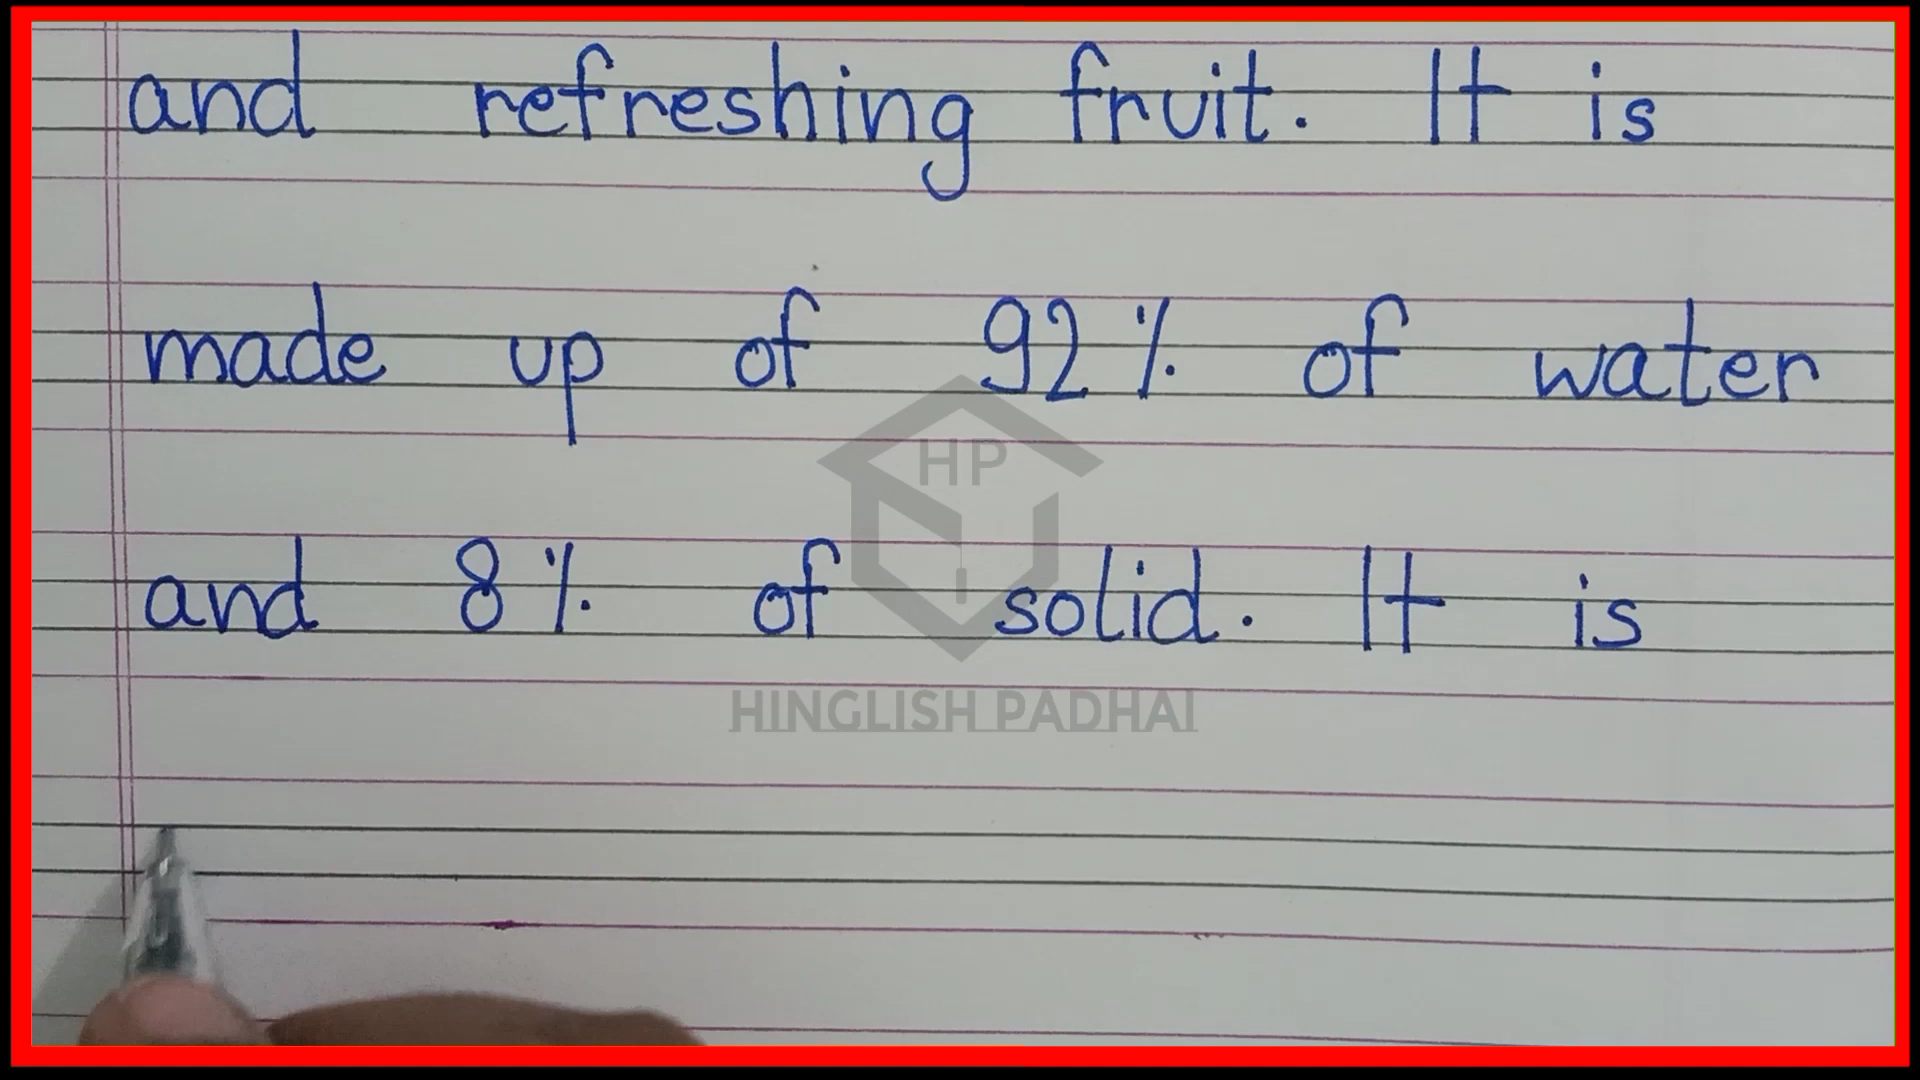 and refreshing fruit. It is
made up of 92% of water
HP
and 8% of solid. It is
HINGLISH PADHAI